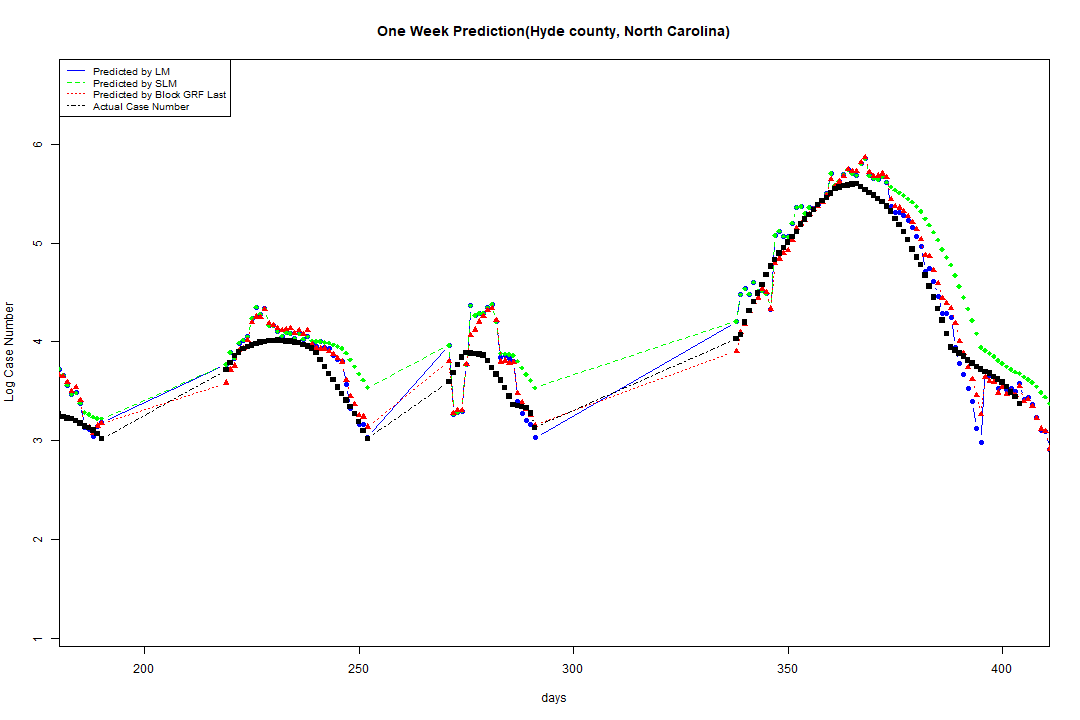 One Week Prediction(Hyde county, North Carolina)
Predicted by LM
Predicted by SLM
Predicted by Block GRF Last
Actual Case Number
Log Case Number
6
5
4
3
2
1
200
250
300
350
400
days